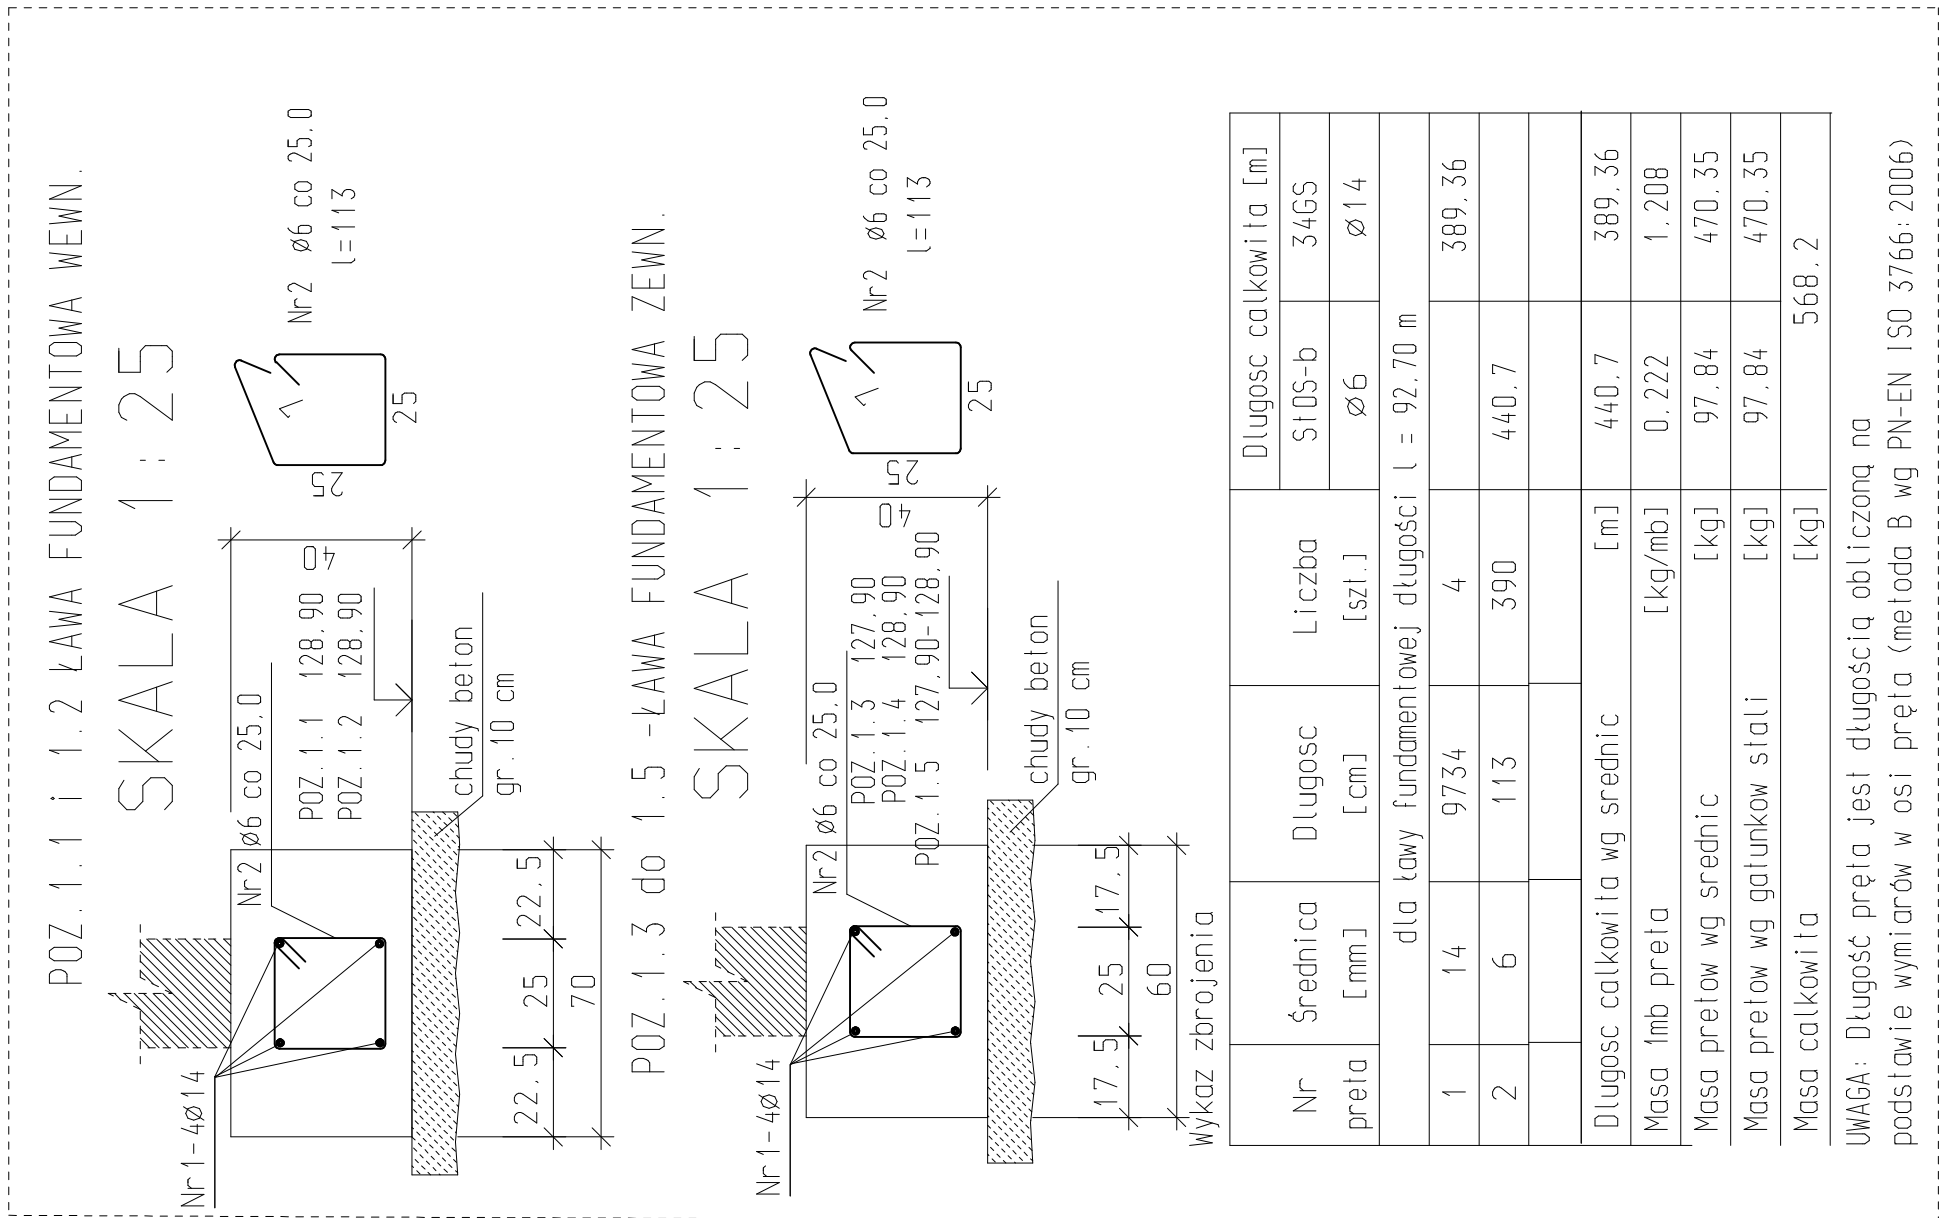 POZ.1.1 i 1.2 ŁAWA FUNDAMENTOWA WEWN.
SKALA 1:25
Nr1-4ø14
Nr2 ø6 co 25.0
POZ.1.1 128,90
POZ.1.2 128,90
40
chudy beton
gr.10 cm
22,5 25 22,5
70
25
7
25
Nr2 ø6 co 25.0
l=113
POZ.1.3 do 1.5 -ŁAWA FUNDAMENTOWA ZEWN.
SKALA 1:25
Nr1-4ø14
Nr2 ø6 co 25.0
POZ.1.3 127,90
POZ.1.4 128,90
POZ.1.5 127,90-128,90
40
chudy beton
gr.10 cm
17,5 25 17,5
60
25
7
25
Nr2 ø6 co 25.0
l=113
Wykaz zbrojenia
Nr Średnica Dlugosc Liczba Dlugosc calkowita [m]
preta [mm] [cm] [szt.] St0S-b 34GS
ø6 ø14
dla ławy fundamentowej długości l = 92,70 m
1 14 9734 4 389,36
2 6 113 390 440,7
Dlugosc calkowita wg srednic [m] 440,7 389,36
Masa 1mb preta [kg/mb] 0,222 1,208
Masa pretow wg srednic [kg] 97,84 470,35
Masa pretow wg gatunkow stali [kg] 97,84 470,35
Masa calkowita [kg] 568,2
UWAGA: Długość pręta jest długością obliczoną na
podstawie wymiarów w osi pręta (metoda B wg PN-EN ISO 3766:2006)